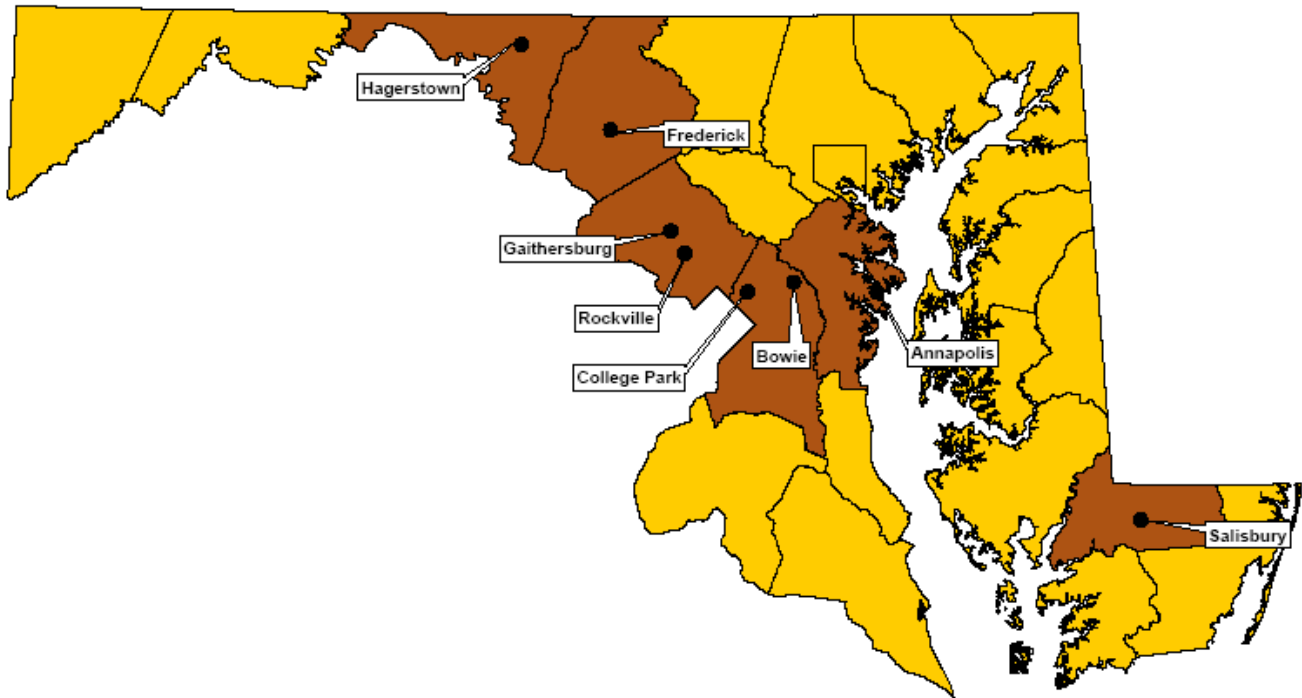 Hagerstown
Frederick
Gaithersburg
Rockville
College Park
Bowie
Annapolis
Salisbury